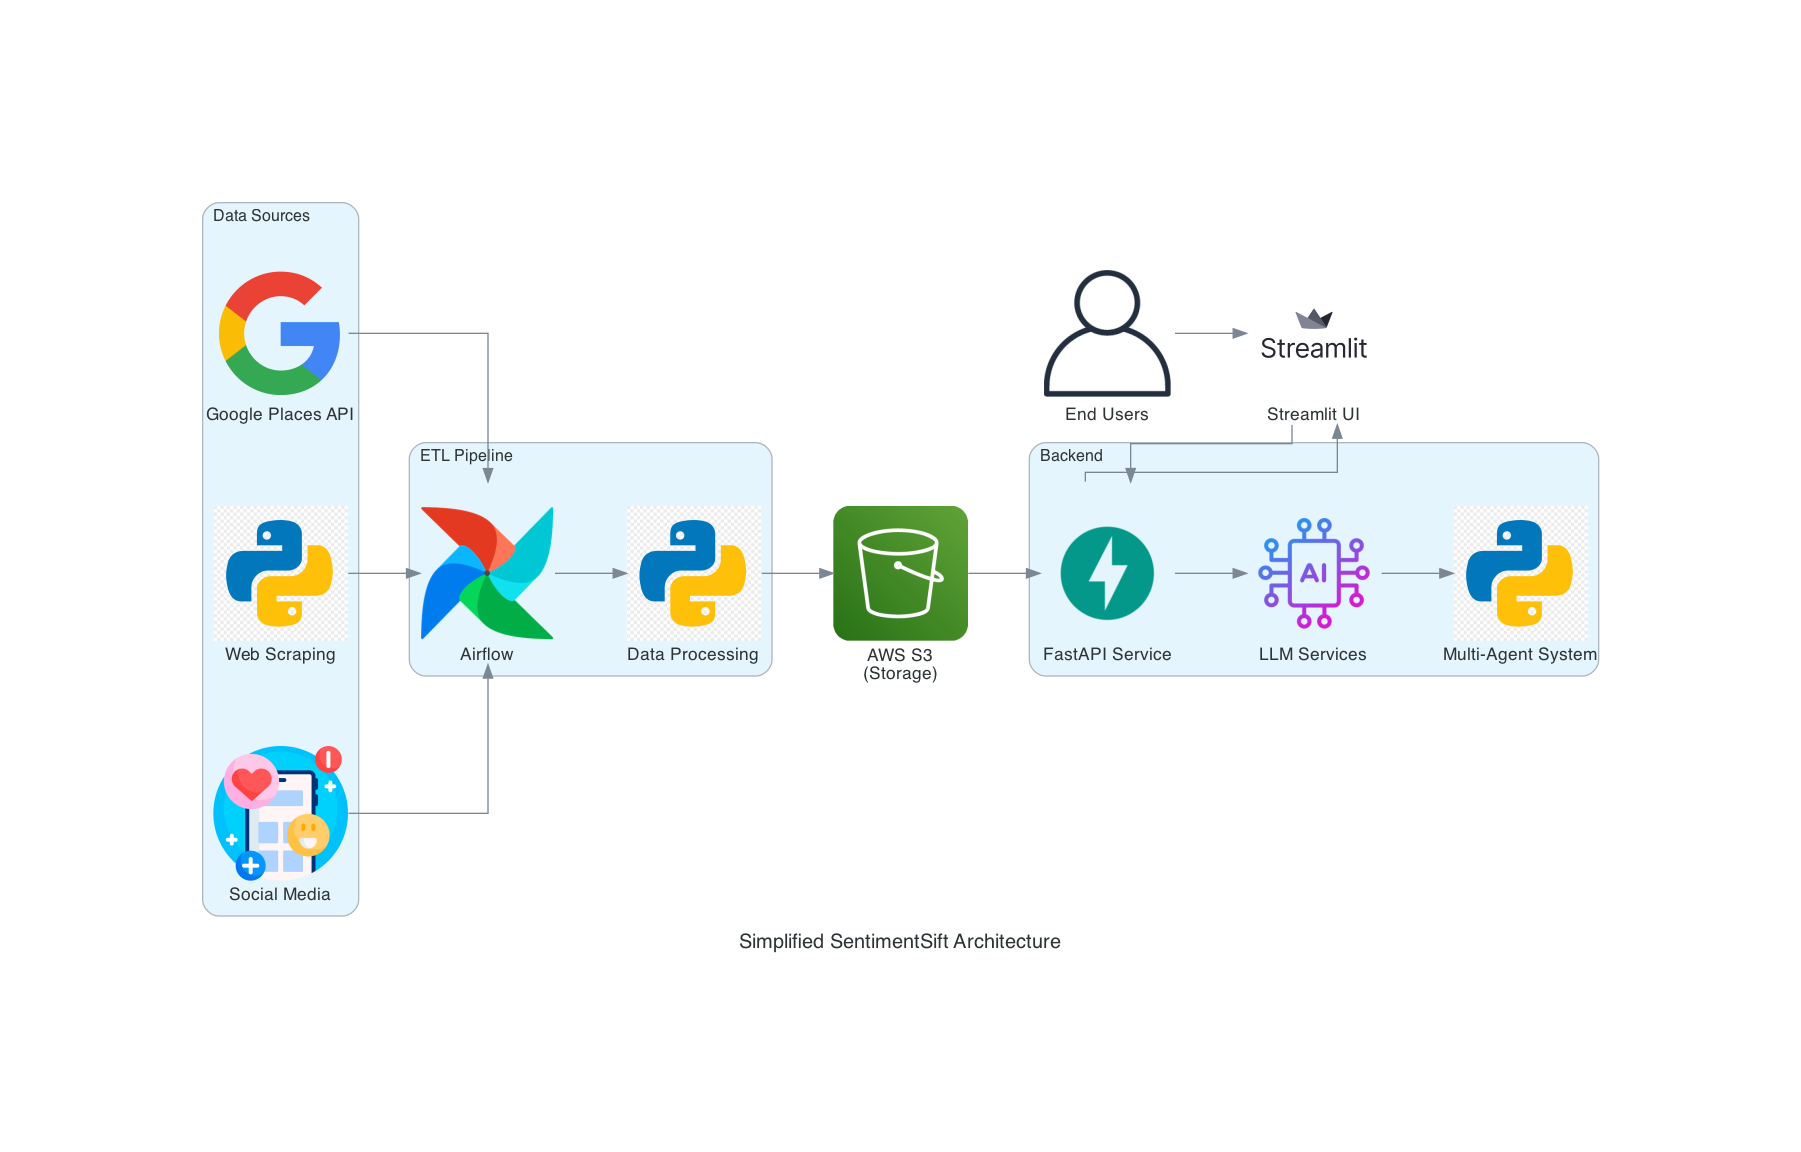 Data Sources
Google Places API
Web Scraping
Social Media
ETL Pipeline
Airflow
Data Processing
AWS S3
(Storage)
End Users
Streamlit
Streamlit UI
Backend
FastAPI Service
AI
LLM Services
Multi-Agent System
Simplified SentimentSift Architecture